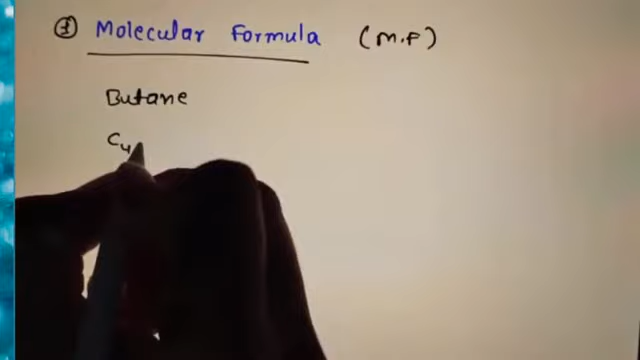 ① Molecular Formula (M.F)
Butane
C₄